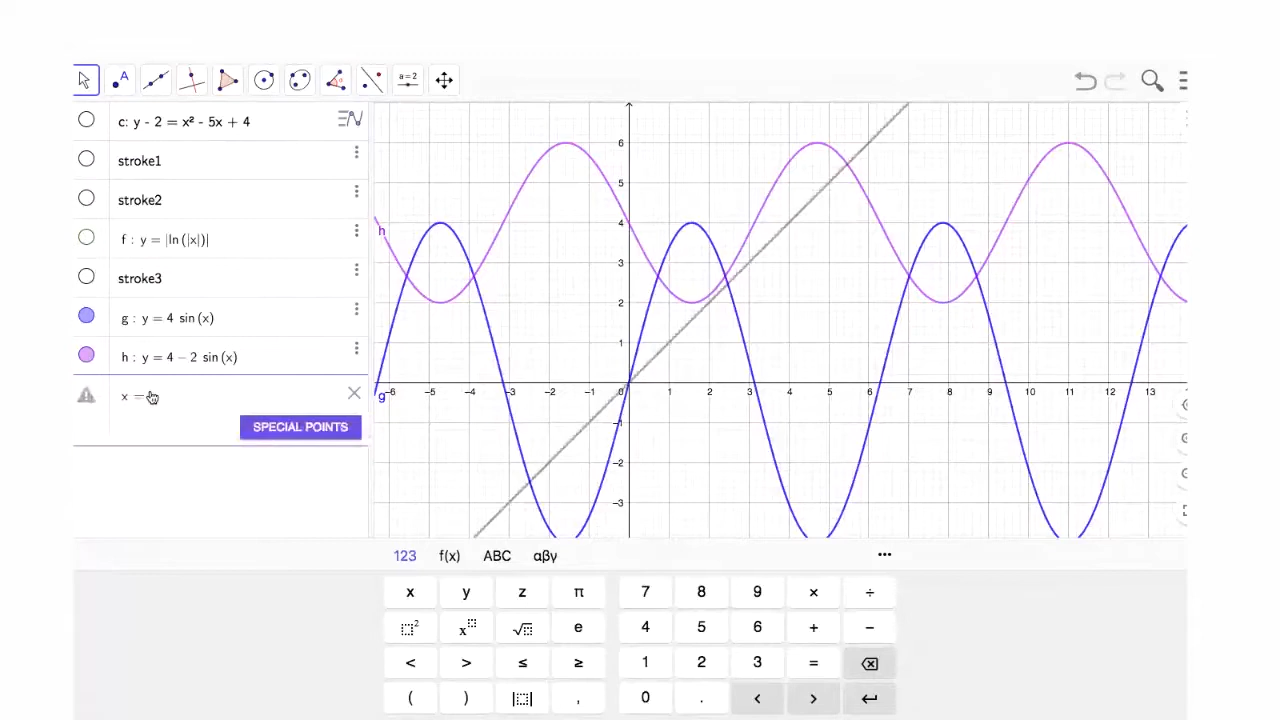 A
a = 2
c: y - 2 = x² - 5x + 4
stroke1
stroke2
f : y = |ln (|x|)|
stroke3
g : y = 4 sin (x)
h : y = 4 − 2 sin (x)
x =
SPECIAL POINTS
h
g
6
5
4
3
2
1
−1
−2
−3
−6 −5 −4 −3 −2 −1 0 1 2 3 4 5 6 7 8 9 10 11 12 13
123 f(x) ABC αβγ ...
x y z π 7 8 9 × ÷
² x √ e 4 5 6 + −
< > ≤ ≥ 1 2 3 =
( ) | | , 0 . < >